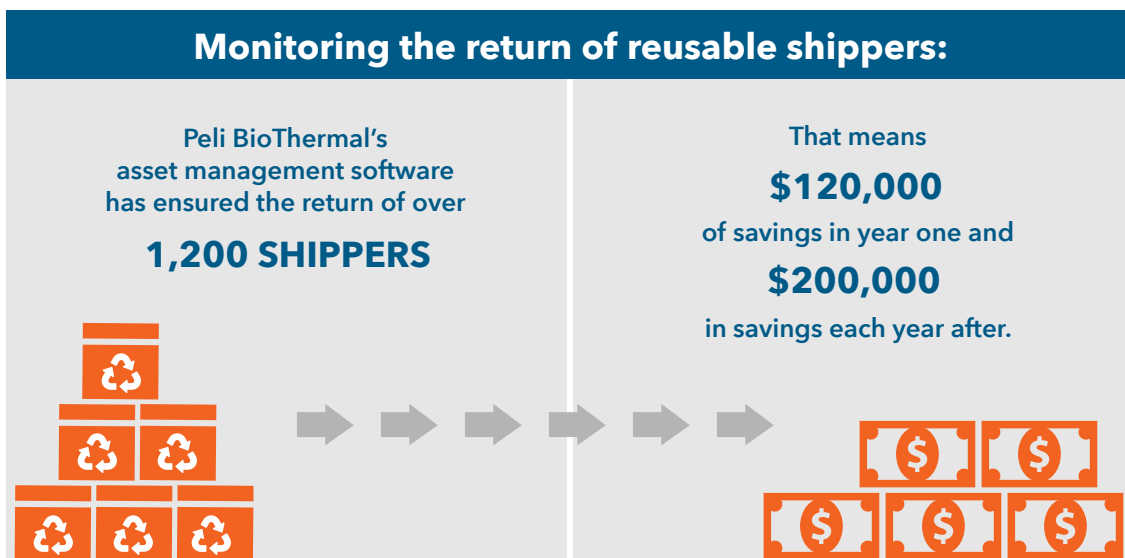 Monitoring the return of reusable shippers:
Peli BioThermal's
asset management software
has ensured the return of over
1,200 SHIPPERS
That means
$120,000
of savings in year one and
$200,000
in savings each year after.
$
$
$
$
$